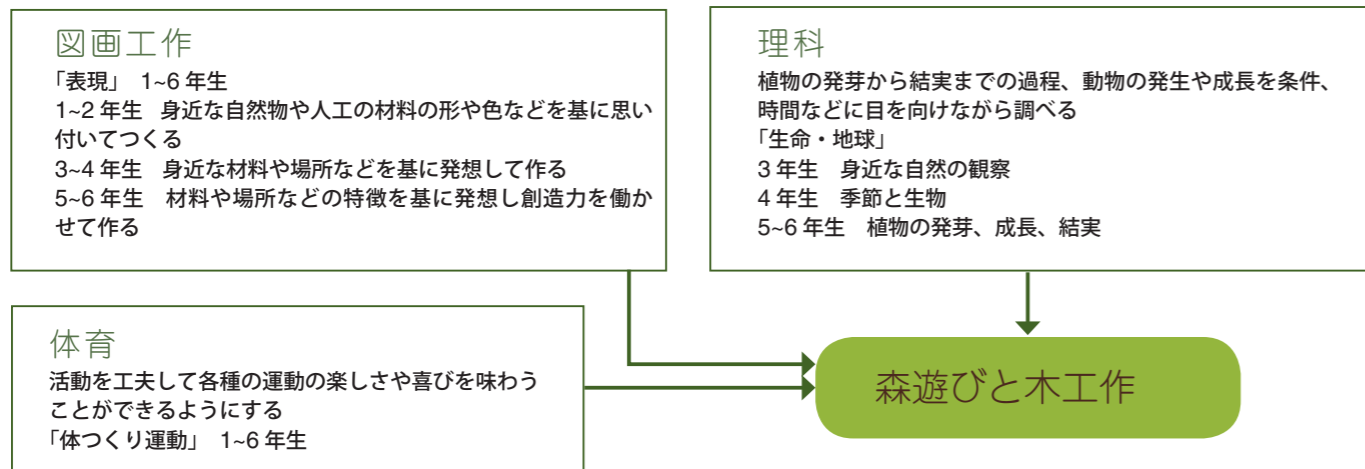 図画工作
「表現」 1~6 年生
1~2 年生　身近な自然物や人工の材料の形や色などを基に思い
付いてつくる
3~4 年生　身近な材料や場所などを基に発想して作る
5~6 年生　材料や場所などの特徴を基に発想し創造力を働か
せて作る
理科
植物の発芽から結実までの過程、動物の発生や成長を条件、
時間などに目を向けながら調べる
「生命・地球」
3 年生　身近な自然の観察
4 年生　季節と生物
5~6 年生　植物の発芽、成長、結実
体育
活動を工夫して各種の運動の楽しさや喜びを味わう
ことができるようにする
「体つくり運動」 1~6 年生
森遊びと木工作